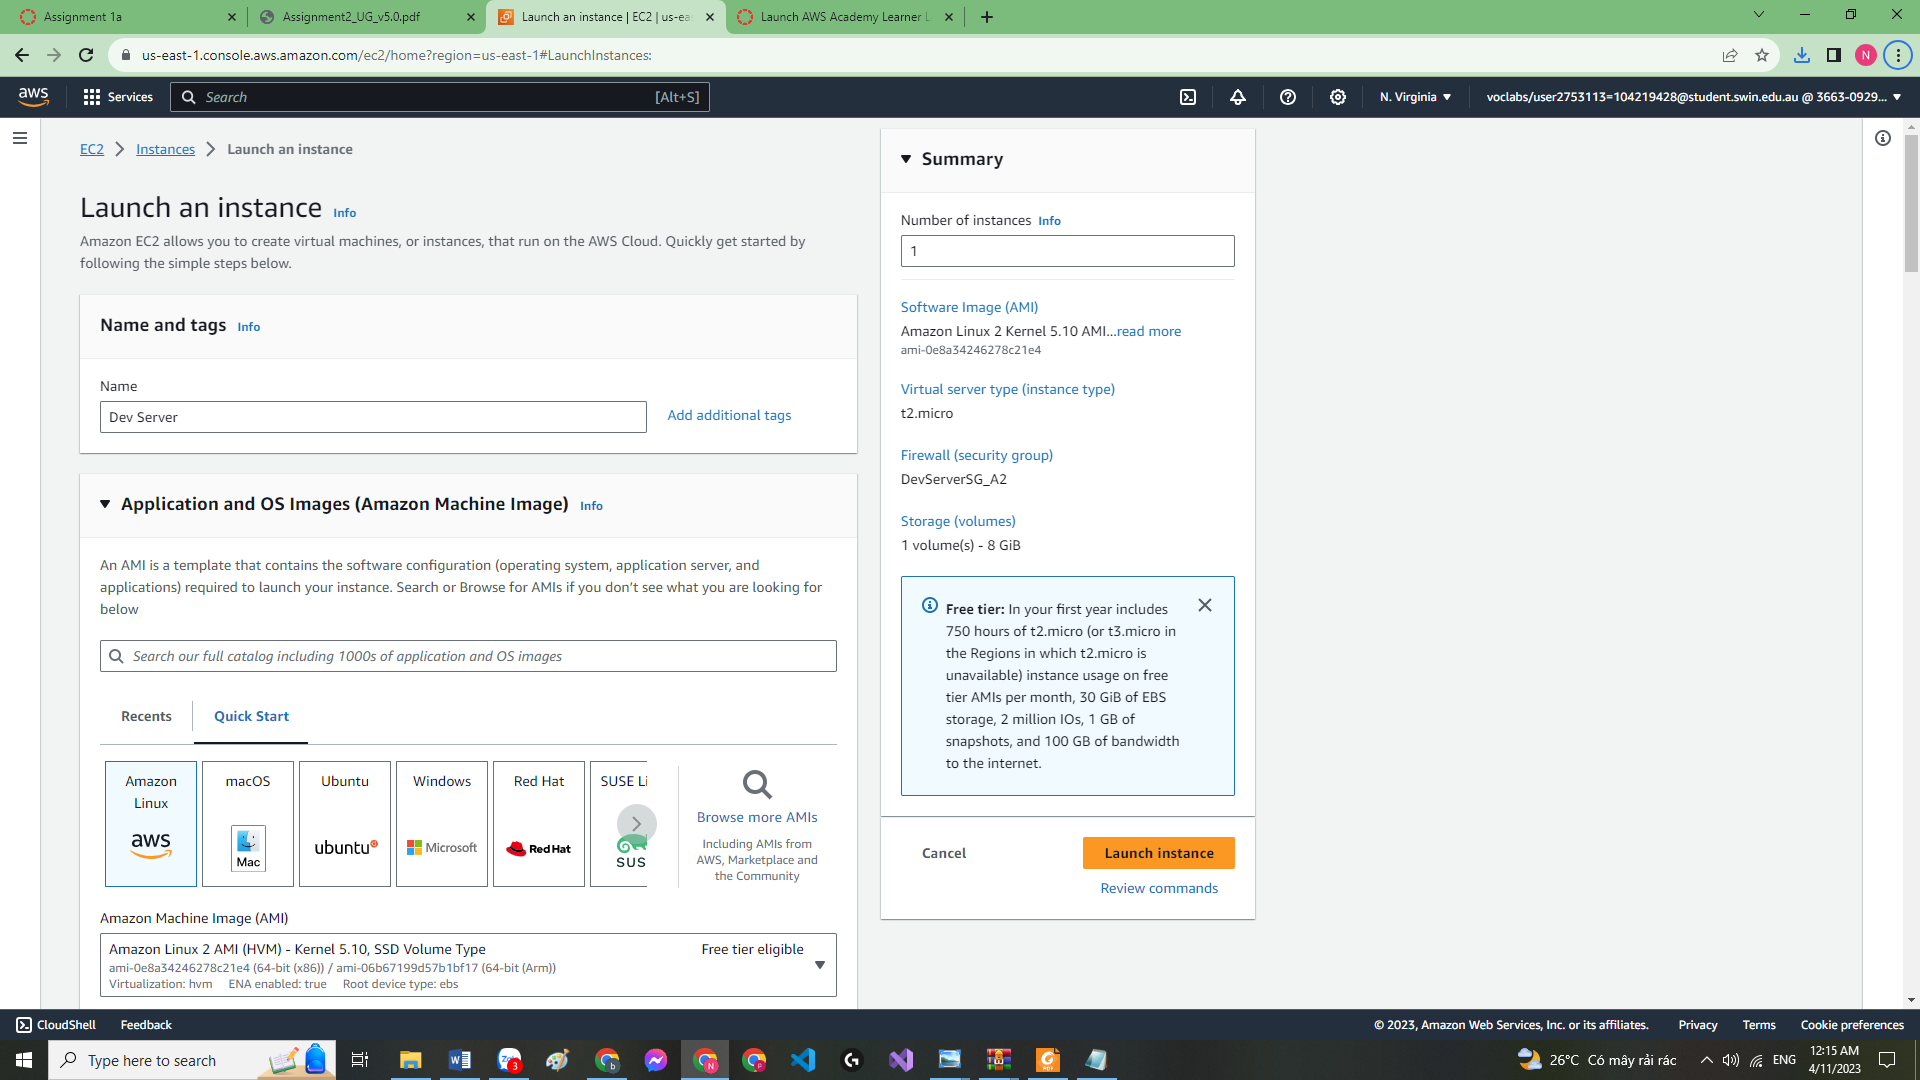 Assignment 1a
Assignment2_UG_v5.0.pdf
Launch an instance | EC2 | us-eas
Launch AWS Academy Learner L
us-east-1.console.aws.amazon.com/ec2/home?region=us-east-1#LaunchInstances:
N
aws
Services
Search
[Alt+S]
N. Virginia
voclabs/user2753113=104219428@student.swin.edu.au @ 3663-0929...
EC2
Instances
Launch an instance
Launch an instance
Info
Amazon EC2 allows you to create virtual machines, or instances, that run on the AWS Cloud. Quickly get started by
following the simple steps below.
Name and tags
Info
Name
Dev Server
Add additional tags
Application and OS Images (Amazon Machine Image)
Info
An AMI is a template that contains the software configuration (operating system, application server, and
applications) required to launch your instance. Search or Browse for AMIs if you don't see what you are looking for
below
Search our full catalog including 1000s of application and OS images
Recents
Quick Start
Amazon
Linux
aws
macOS
Mac
Ubuntu
ubuntu
Windows
Microsoft
Red Hat
Red Hat
SUSE Li
SUS
Browse more AMIs
Including AMIs from
AWS, Marketplace and
the Community
Amazon Machine Image (AMI)
Amazon Linux 2 AMI (HVM) - Kernel 5.10, SSD Volume Type
Free tier eligible
ami-0e8a34246278c21e4 (64-bit (x86)) / ami-06b67199d57b1bf17 (64-bit (Arm))
Virtualization: hvm ENA enabled: true Root device type: ebs
Summary
Number of instances
Info
1
Software Image (AMI)
Amazon Linux 2 Kernel 5.10 AMI...read more
ami-0e8a34246278c21e4
Virtual server type (instance type)
t2.micro
Firewall (security group)
DevServerSG_A2
Storage (volumes)
1 volume(s) - 8 GiB
Free tier: In your first year includes
750 hours of t2.micro (or t3.micro in
the Regions in which t2.micro is
unavailable) instance usage on free
tier AMIs per month, 30 GiB of EBS
storage, 2 million IOs, 1 GB of
snapshots, and 100 GB of bandwidth
to the internet.
Cancel
Launch instance
Review commands
CloudShell
Feedback
© 2023, Amazon Web Services, Inc. or its affiliates.
Privacy
Terms
Cookie preferences
Type here to search
26°C Có mây rải rác
ENG
12:15 AM
4/11/2023